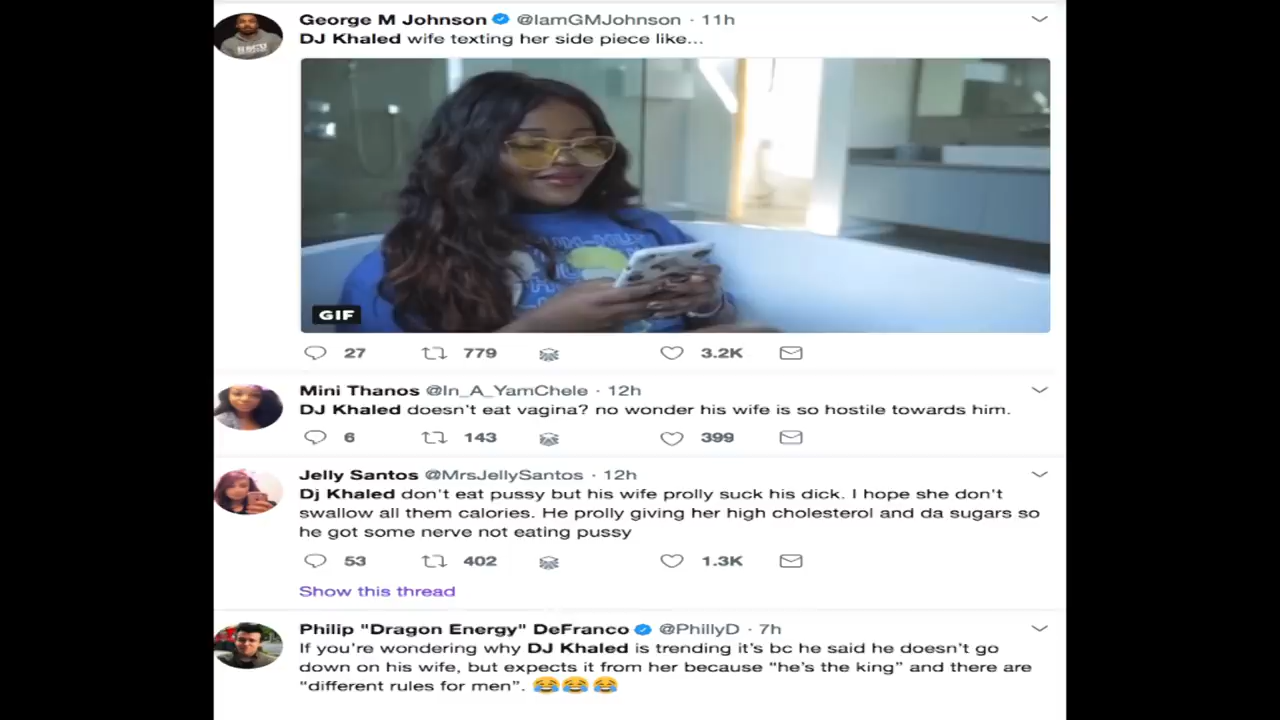 George M Johnson @IamGMJohnson · 11h
DJ Khaled wife texting her side piece like...
GIF
27 779 3.2K
Mini Thanos @In_A_YamChele · 12h
DJ Khaled doesn't eat vagina? no wonder his wife is so hostile towards him.
6 143 399
Jelly Santos @MrsJellySantos · 12h
Dj Khaled don't eat pussy but his wife prolly suck his dick. I hope she don't
swallow all them calories. He prolly giving her high cholesterol and da sugars so
he got some nerve not eating pussy
53 402 1.3K
Show this thread
Philip "Dragon Energy" DeFranco @PhillyD · 7h
If you're wondering why DJ Khaled is trending it's bc he said he doesn't go
down on his wife, but expects it from her because “he's the king” and there are
“different rules for men”. 😂😂😂